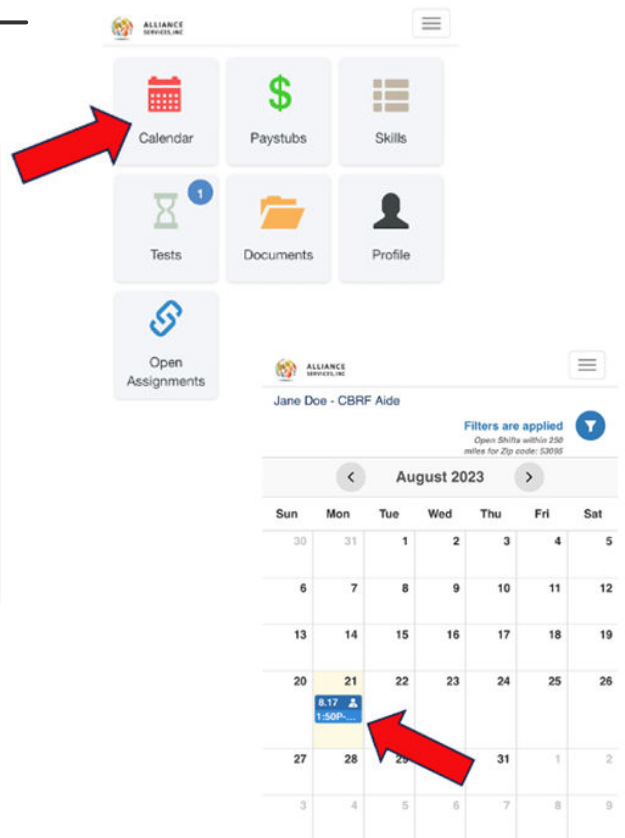 ALLIANCE
SERVICES, INC
Calendar
Paystubs
Skills
1
Tests
Documents
Profile
Open
Assignments
ALLIANCE
SERVICES, INC
Jane Doe - CBRF Aide
Filters are applied
Open Shifts within 250
miles for Zip code: 53095
August 2023
Sun Mon Tue Wed Thu Fri Sat
30 31 1 2 3 4 5
6 7 8 9 10 11 12
13 14 15 16 17 18 19
20 21 22 23 24 25 26
8.17
1:50P-...
27 28 29 31 1 2
3 4 5 6 7 8 9